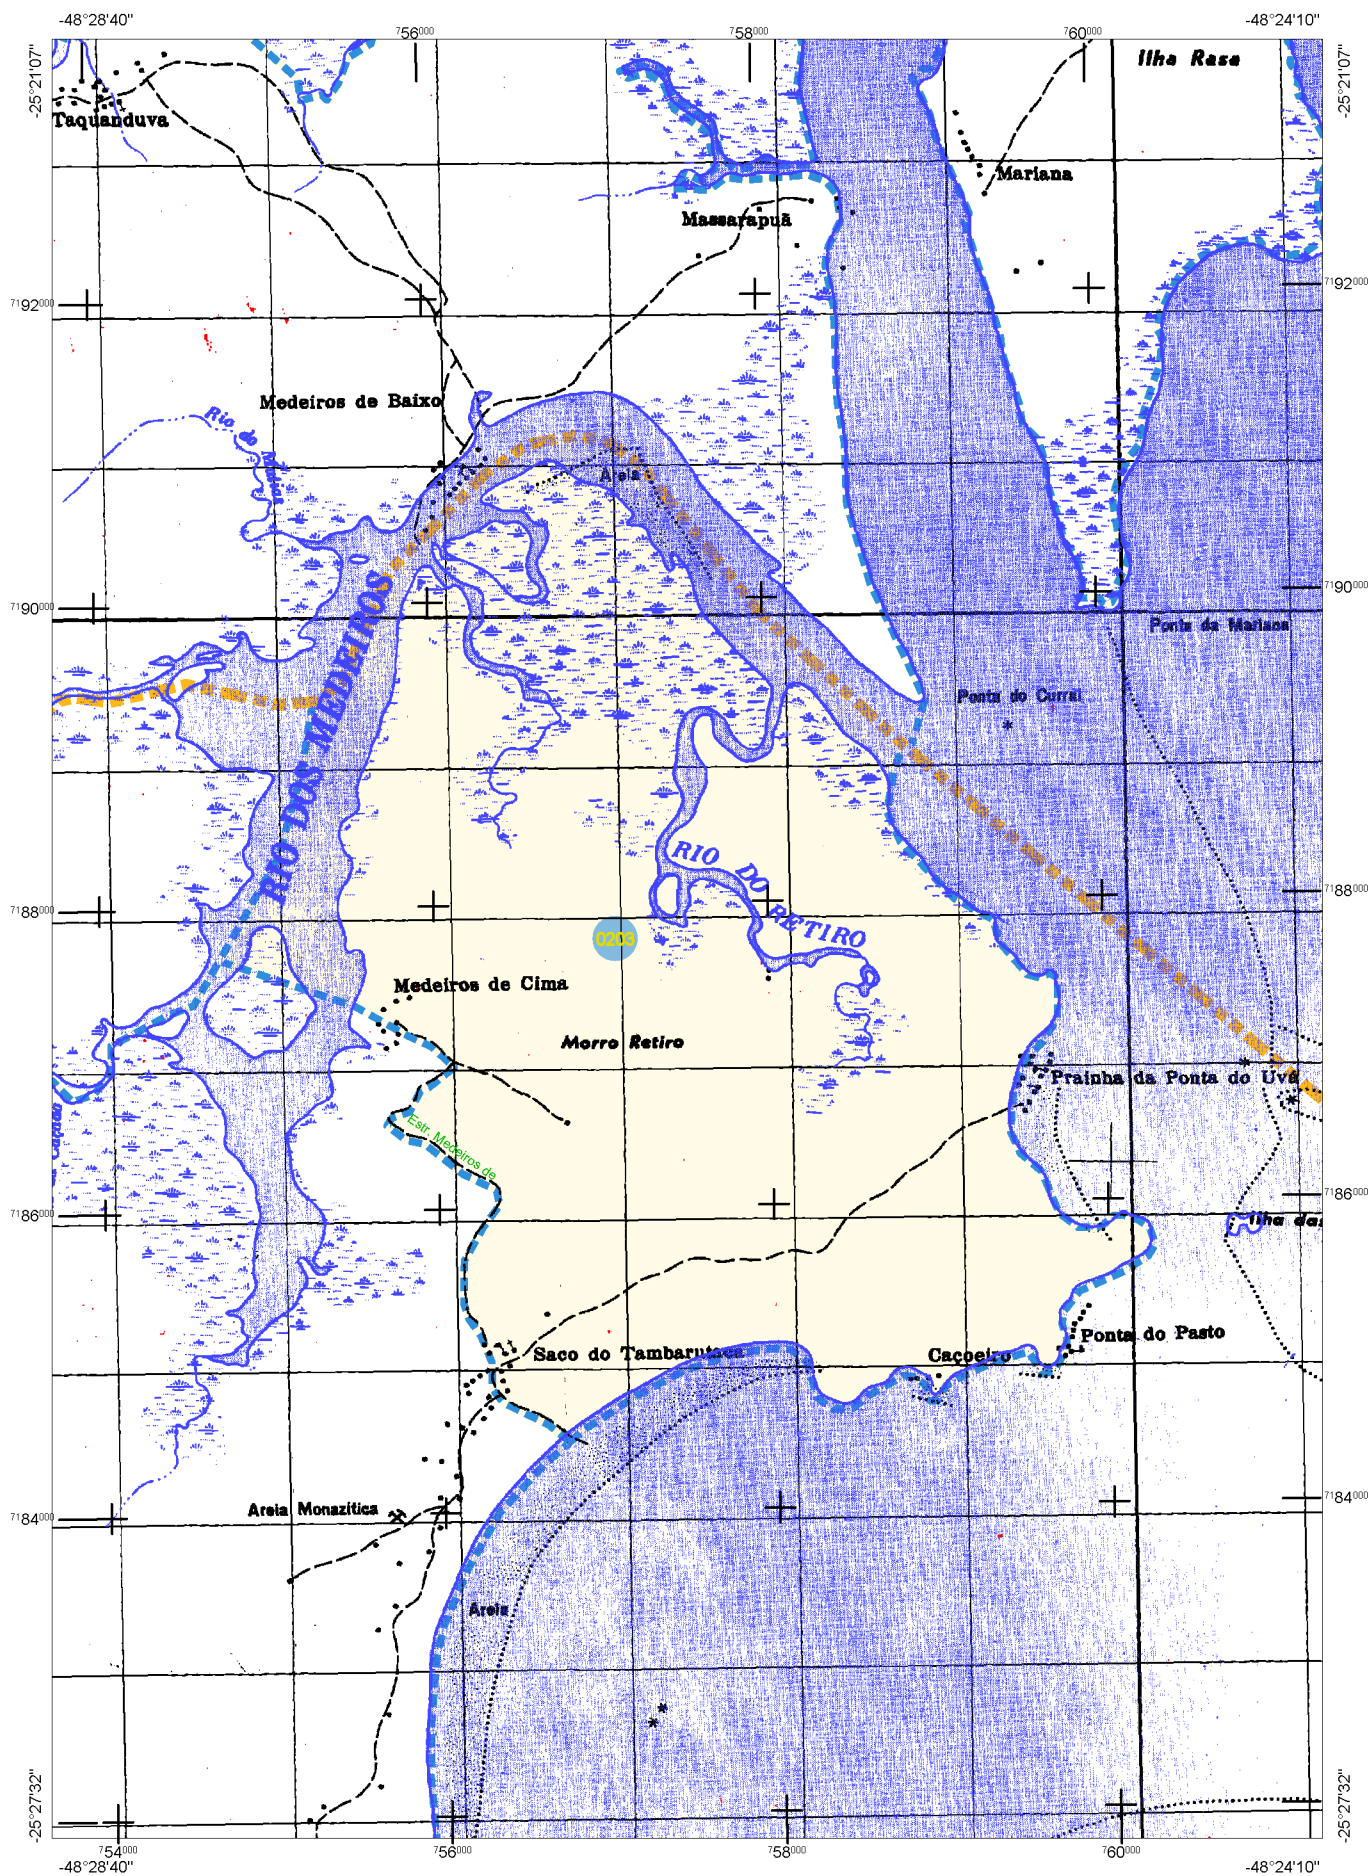 -48°28'40"
-48°24'10"
756000
758000
760000
-25°21'07"
-25°21'07"
Ilha Rasa
Taquanduva
Mariana
Massarapuã
7192000
7192000
Medeiros de Baixo
Rio do
Areia
7190000
7190000
Ponta da Mariana
RIO DOS MEDEIROS
Ponta do Curral
RIO DO RETIRO
7188000
7188000
0203
Medeiros de Cima
Morro Retiro
Prainha da Ponta do Uvá
Estr. Medeiros de
7186000
7186000
Ilha das
Ponta do Pasto
Saco do Tambarutaca
Caçoeiro
Areia Monazítica
7184000
7184000
Areia
-25°27'32"
-25°27'32"
754000
756000
758000
760000
-48°28'40"
-48°24'10"